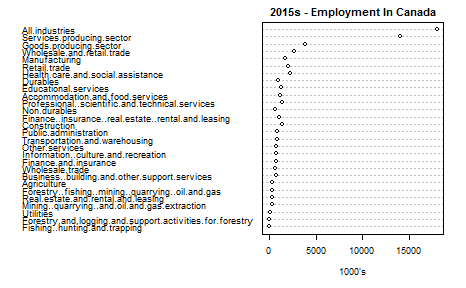 2015s - Employment In Canada
All.industries
Services.producing.sector
Goods.producing.sector
Wholesale.and.retail.trade
Manufacturing
Retail.trade
Health.care.and.social.assistance
Durables
Educational.services
Accommodation.and.food.services
Professional..scientific.and.technical.services
Non.durables
Finance..insurance..real.estate..rental.and.leasing
Construction
Public.administration
Transportation.and.warehousing
Other.services
Information..culture.and.recreation
Finance.and.insurance
Wholesale.trade
Business..building.and.other.support.services
Agriculture
Forestry..fishing..mining..quarrying..oil.and.gas
Real.estate.and.rental.and.leasing
Mining..quarrying..and.oil.and.gas.extraction
Utilities
Forestry.and.logging.and.support.activities.for.forestry
Fishing..hunting.and.trapping
0 5000 10000 15000
1000's